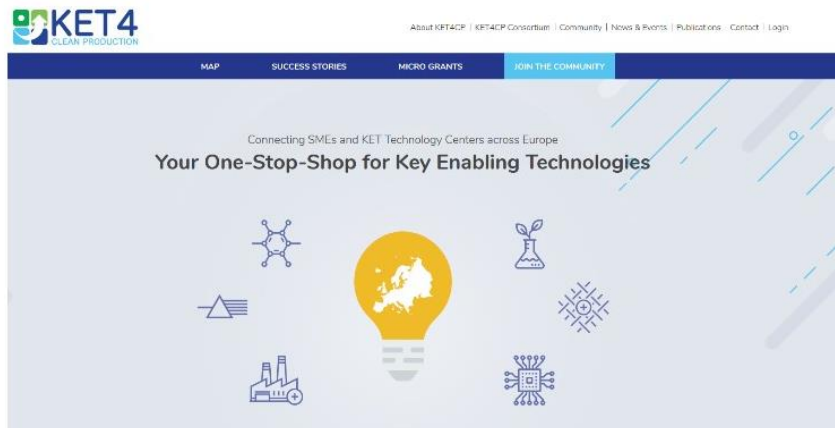 KET4
CLEAN PRODUCTION
About KET4CP | KET4CP Consortium | Community | News & Events | Publications Contact | Login
MAP SUCCESS STORIES MICRO GRANTS JOIN THE COMMUNITY
Connecting SMEs and KET Technology Centers across Europe
Your One-Stop-Shop for Key Enabling Technologies